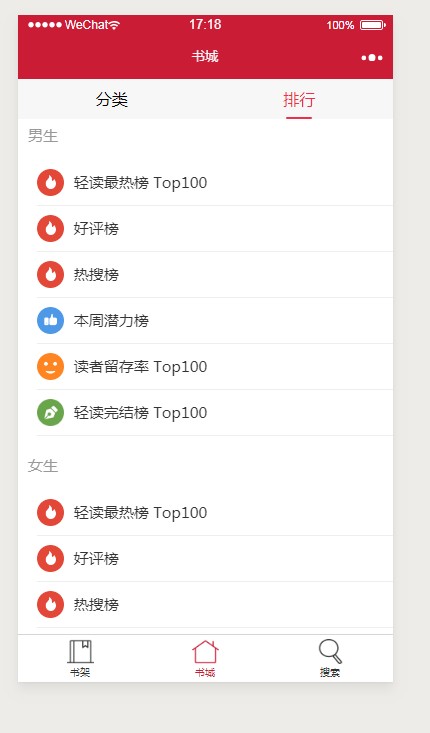 WeChat 17:18 100%
书城
分类 排行
男生
轻读最热榜 Top100
好评榜
热搜榜
本周潜力榜
读者留存率 Top100
轻读完结榜 Top100
女生
轻读最热榜 Top100
好评榜
热搜榜
书架 书城 搜索